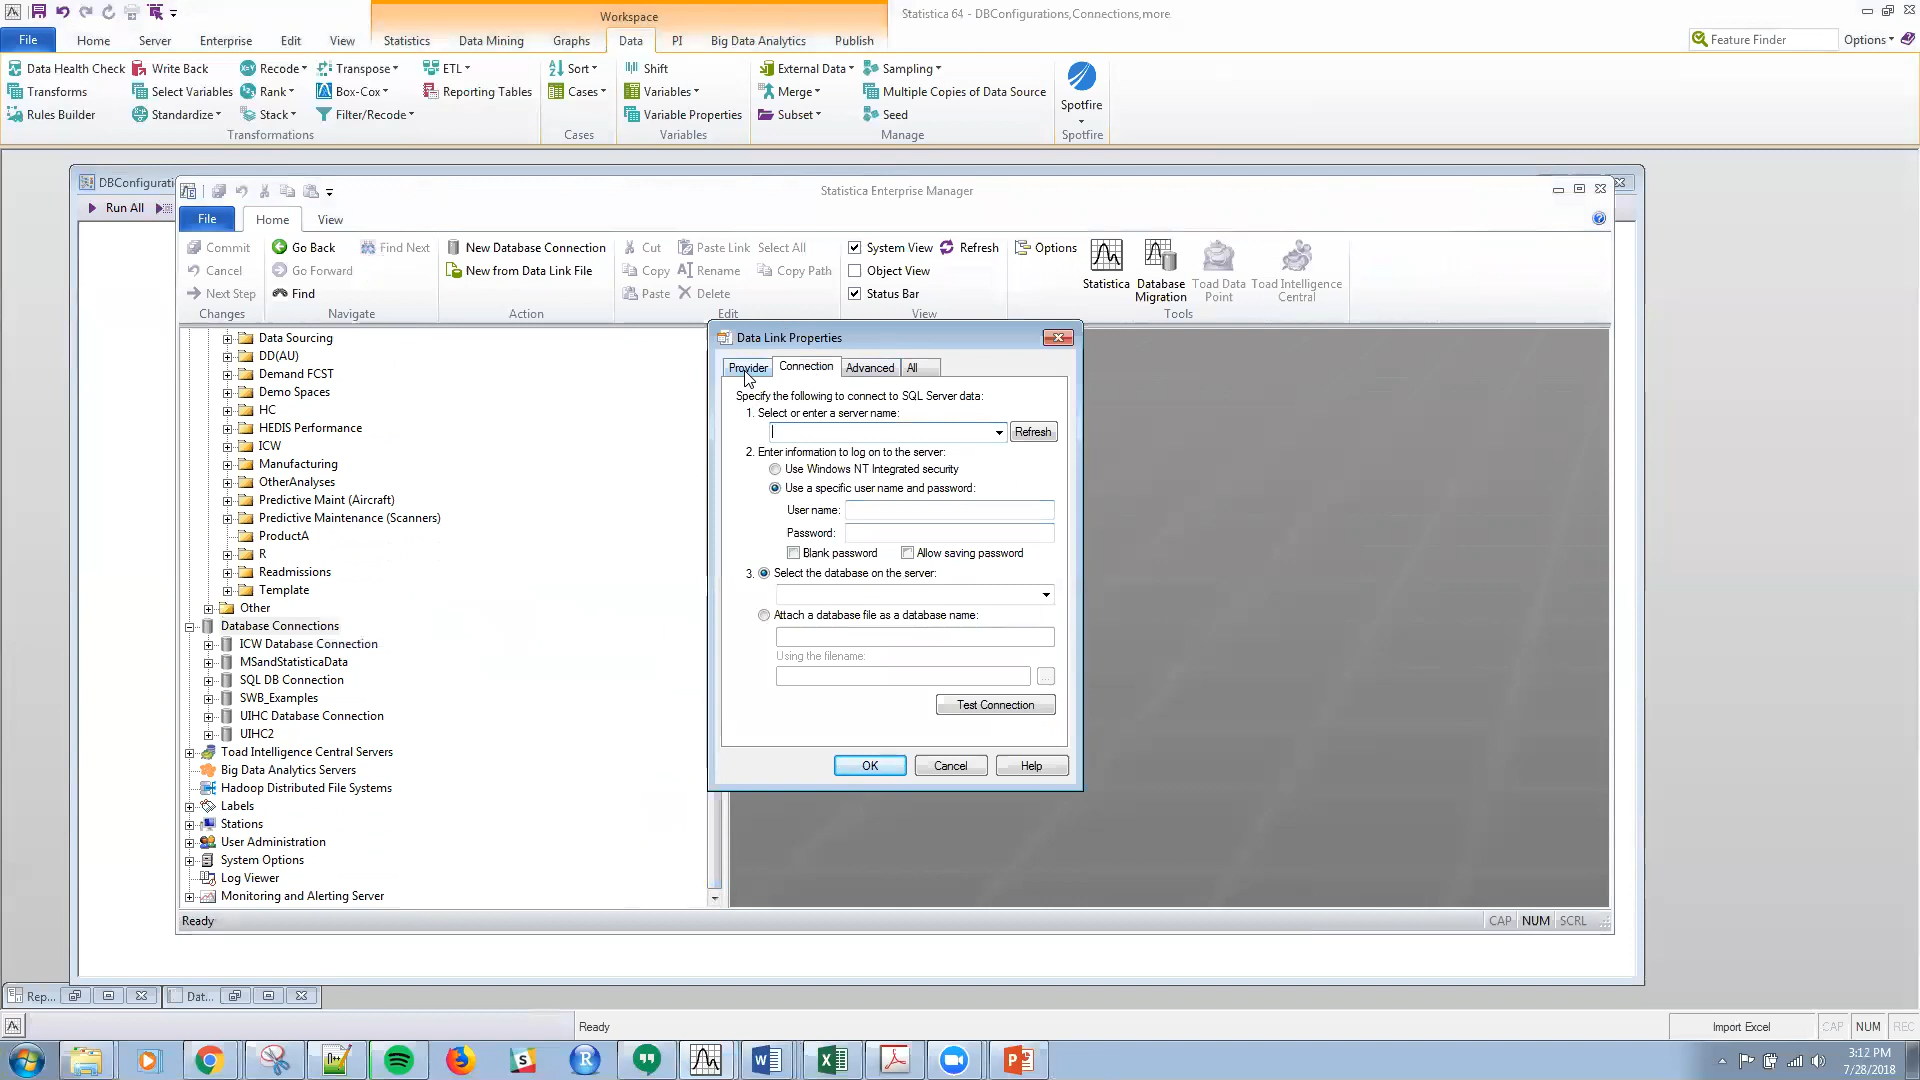 Workspace
Statistica 64 - DBConfigurations,Connections,more
File Home Server Enterprise Edit View Statistics Data Mining Graphs Data PI Big Data Analytics Publish Feature Finder Options
Data Health Check Write Back Recode Transpose ETL Sort Shift External Data Sampling
Transforms Select Variables Rank Box-Cox Reporting Tables Cases Variables Merge Multiple Copies of Data Source
Rules Builder Standardize Stack Filter/Recode Variable Properties Subset Seed Spotfire
Transformations Cases Variables Manage Spotfire
DBConfigurati
Run All
Statistica Enterprise Manager
File Home View
Commit Go Back Find Next New Database Connection Cut Paste Link Select All System View Refresh Options
Cancel Go Forward New from Data Link File Copy Rename Copy Path Object View
Next Step Find Paste Delete Status Bar
Statistica Database Migration Toad Data Point Toad Intelligence Central
Changes Navigate Action Edit View Tools
Data Sourcing
DD(AU)
Demand FCST
Demo Spaces
HC
HEDIS Performance
ICW
Manufacturing
OtherAnalyses
Predictive Maint (Aircraft)
Predictive Maintenance (Scanners)
ProductA
R
Readmissions
Template
Other
Database Connections
ICW Database Connection
MSandStatisticaData
SQL DB Connection
SWB_Examples
UIHC Database Connection
UIHC2
Toad Intelligence Central Servers
Big Data Analytics Servers
Hadoop Distributed File Systems
Labels
Stations
User Administration
System Options
Log Viewer
Monitoring and Alerting Server
Data Link Properties
Provider Connection Advanced All
Specify the following to connect to SQL Server data:
1. Select or enter a server name:
Refresh
2. Enter information to log on to the server:
Use Windows NT Integrated security
Use a specific user name and password:
User name:
Password:
Blank password Allow saving password
3. Select the database on the server:
Attach a database file as a database name:
Using the filename:
...
Test Connection
OK Cancel Help
Ready CAP NUM SCRL
Rep... Dat...
Ready Import Excel CAP NUM REC
3:12 PM
7/28/2018